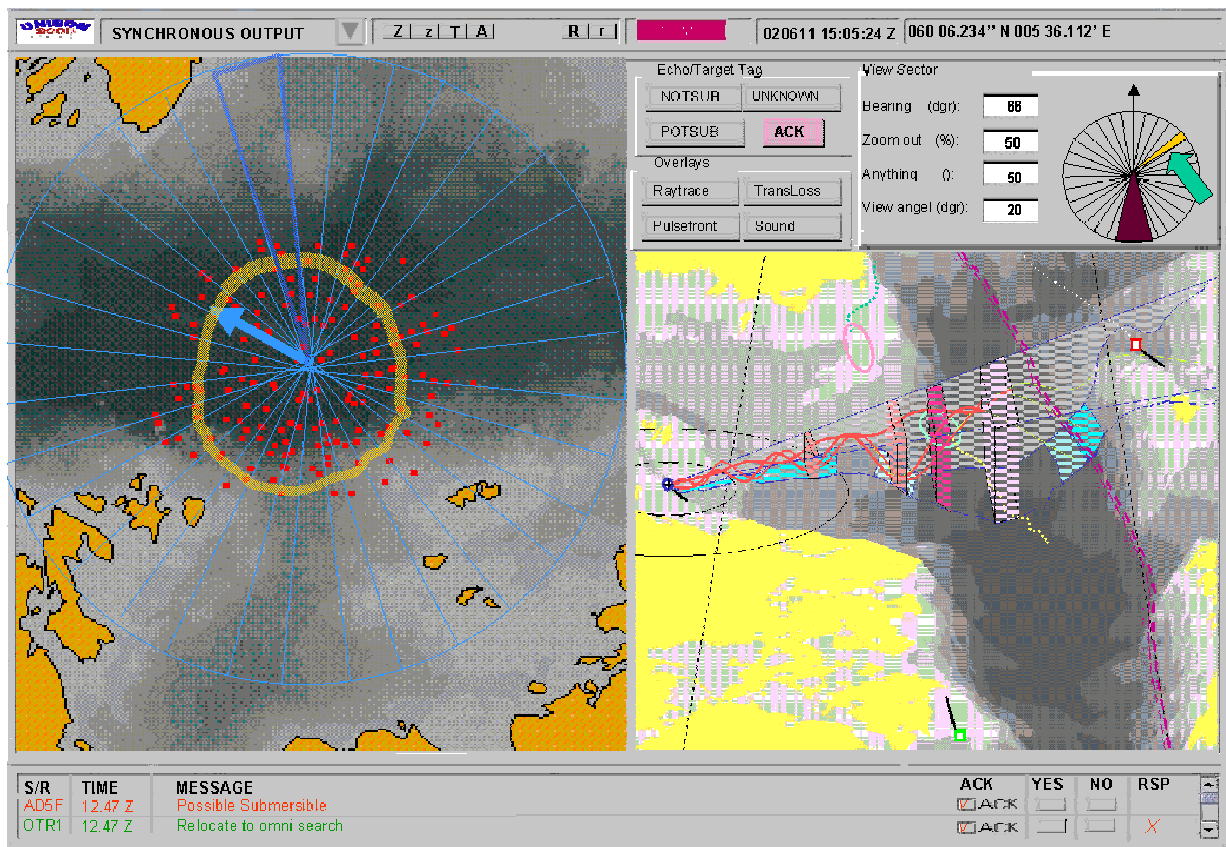 SYNCHRONOUS OUTPUT Z z T A R r 020611 15:05:24 Z 060 06.234" N 005 36.112' E
Echo/Target Tag
NOTSUB UNKNOWN
POTSUB ACK
Overlays
Raytrace TransLoss
Pulsefront Sound
View Sector
Bearing (dgr): 66
Zoom out (%): 50
Anything (): 50
View angel (dgr): 20
S/R TIME MESSAGE ACK YES NO RSP
AD5F 12.47 Z Possible Submersible ACK
OTR1 12.47 Z Relocate to omni search ACK X